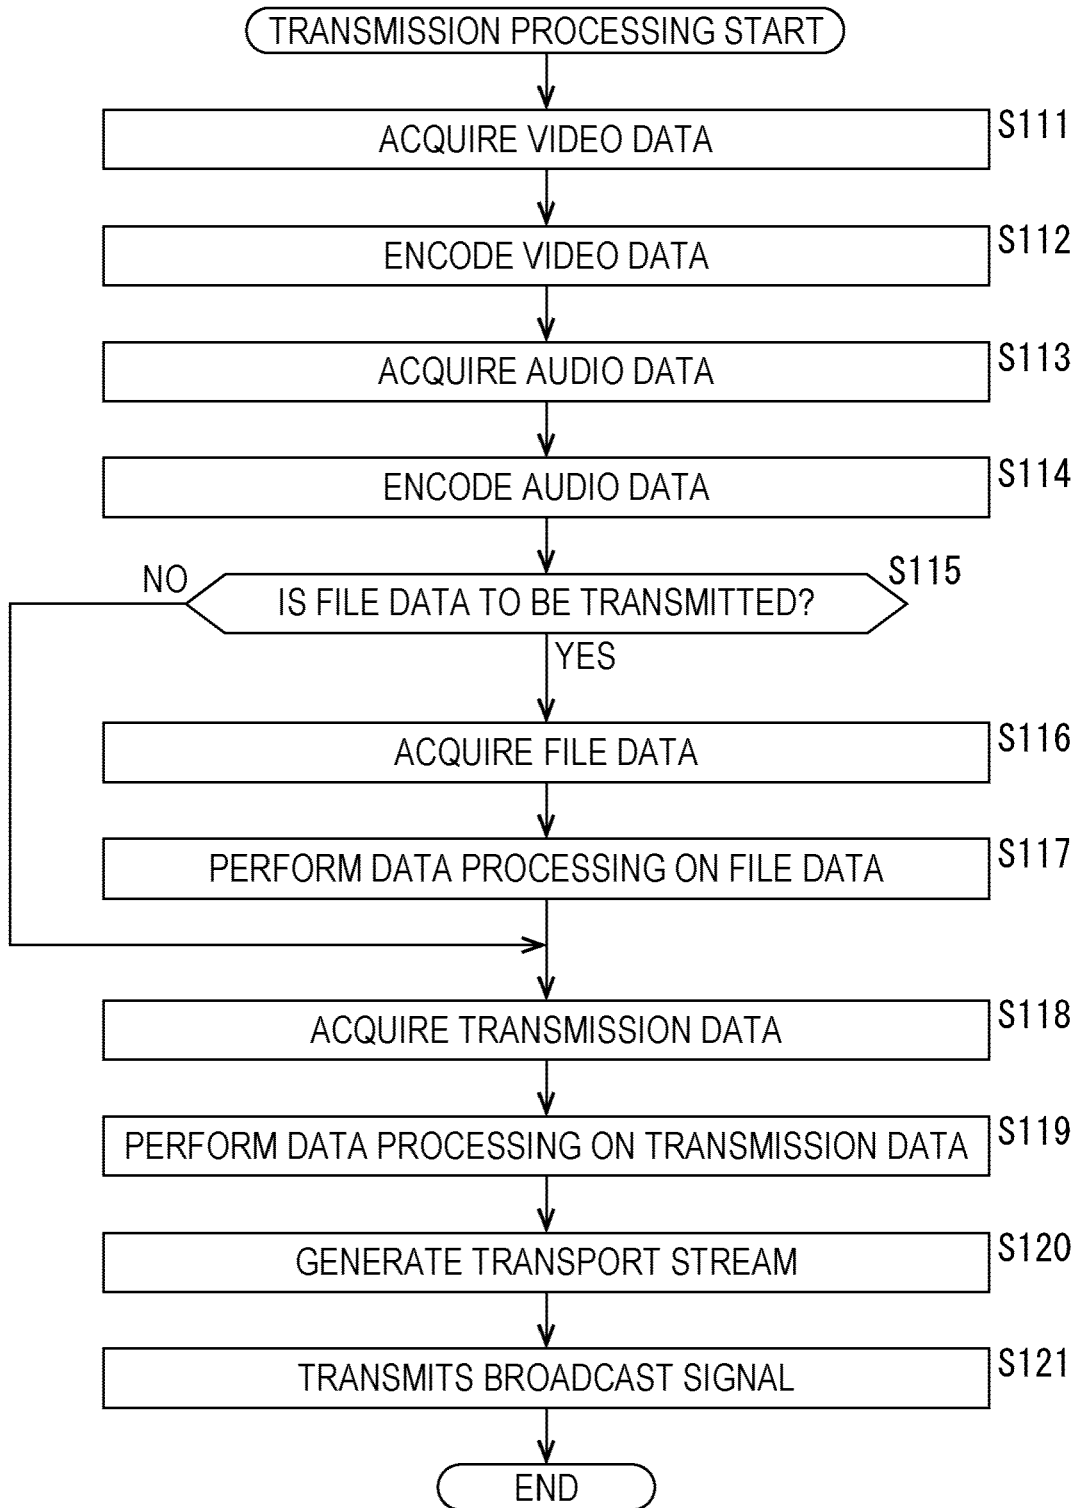 TRANSMISSION PROCESSING START
S111
ACQUIRE VIDEO DATA
S112
ENCODE VIDEO DATA
S113
ACQUIRE AUDIO DATA
S114
ENCODE AUDIO DATA
S115
NO
IS FILE DATA TO BE TRANSMITTED?
YES
S116
ACQUIRE FILE DATA
S117
PERFORM DATA PROCESSING ON FILE DATA
S118
ACQUIRE TRANSMISSION DATA
S119
PERFORM DATA PROCESSING ON TRANSMISSION DATA
S120
GENERATE TRANSPORT STREAM
S121
TRANSMITS BROADCAST SIGNAL
END